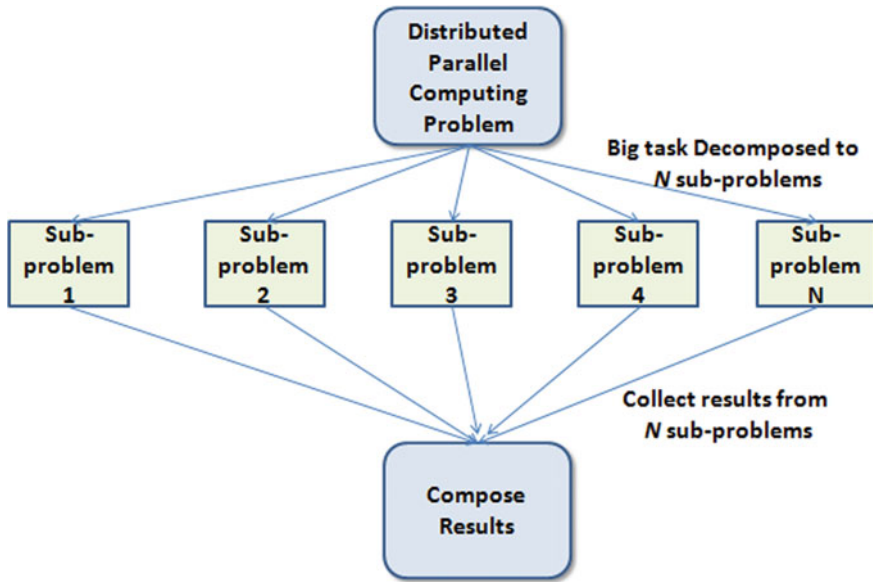 Distributed
Parallel
Computing
Problem
Big task Decomposed to
N sub-problems
Sub-
problem
1
Sub-
problem
2
Sub-
problem
3
Sub-
problem
4
Sub-
problem
N
Collect results from
N sub-problems
Compose
Results